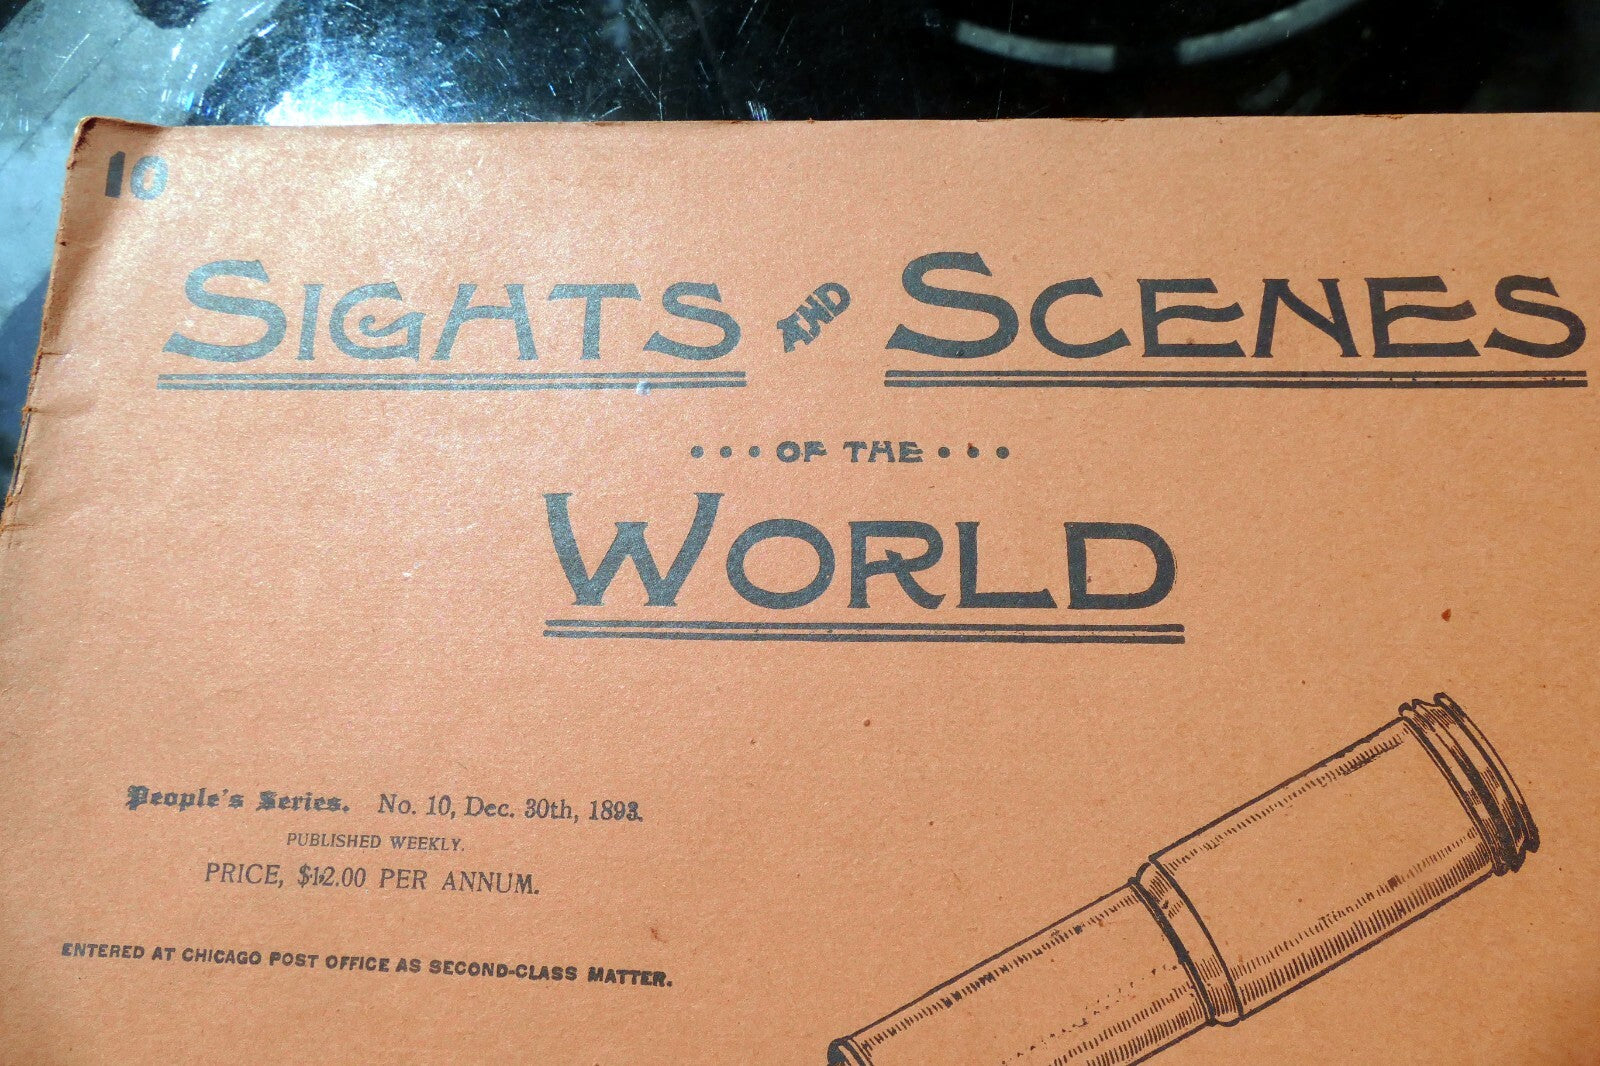 10
SIGHTS AND SCENES
••• OF THE •••
WORLD
People's Series. No. 10, Dec. 30th, 1893.
PUBLISHED WEEKLY.
PRICE, $12.00 PER ANNUM.
ENTERED AT CHICAGO POST OFFICE AS SECOND-CLASS MATTER.